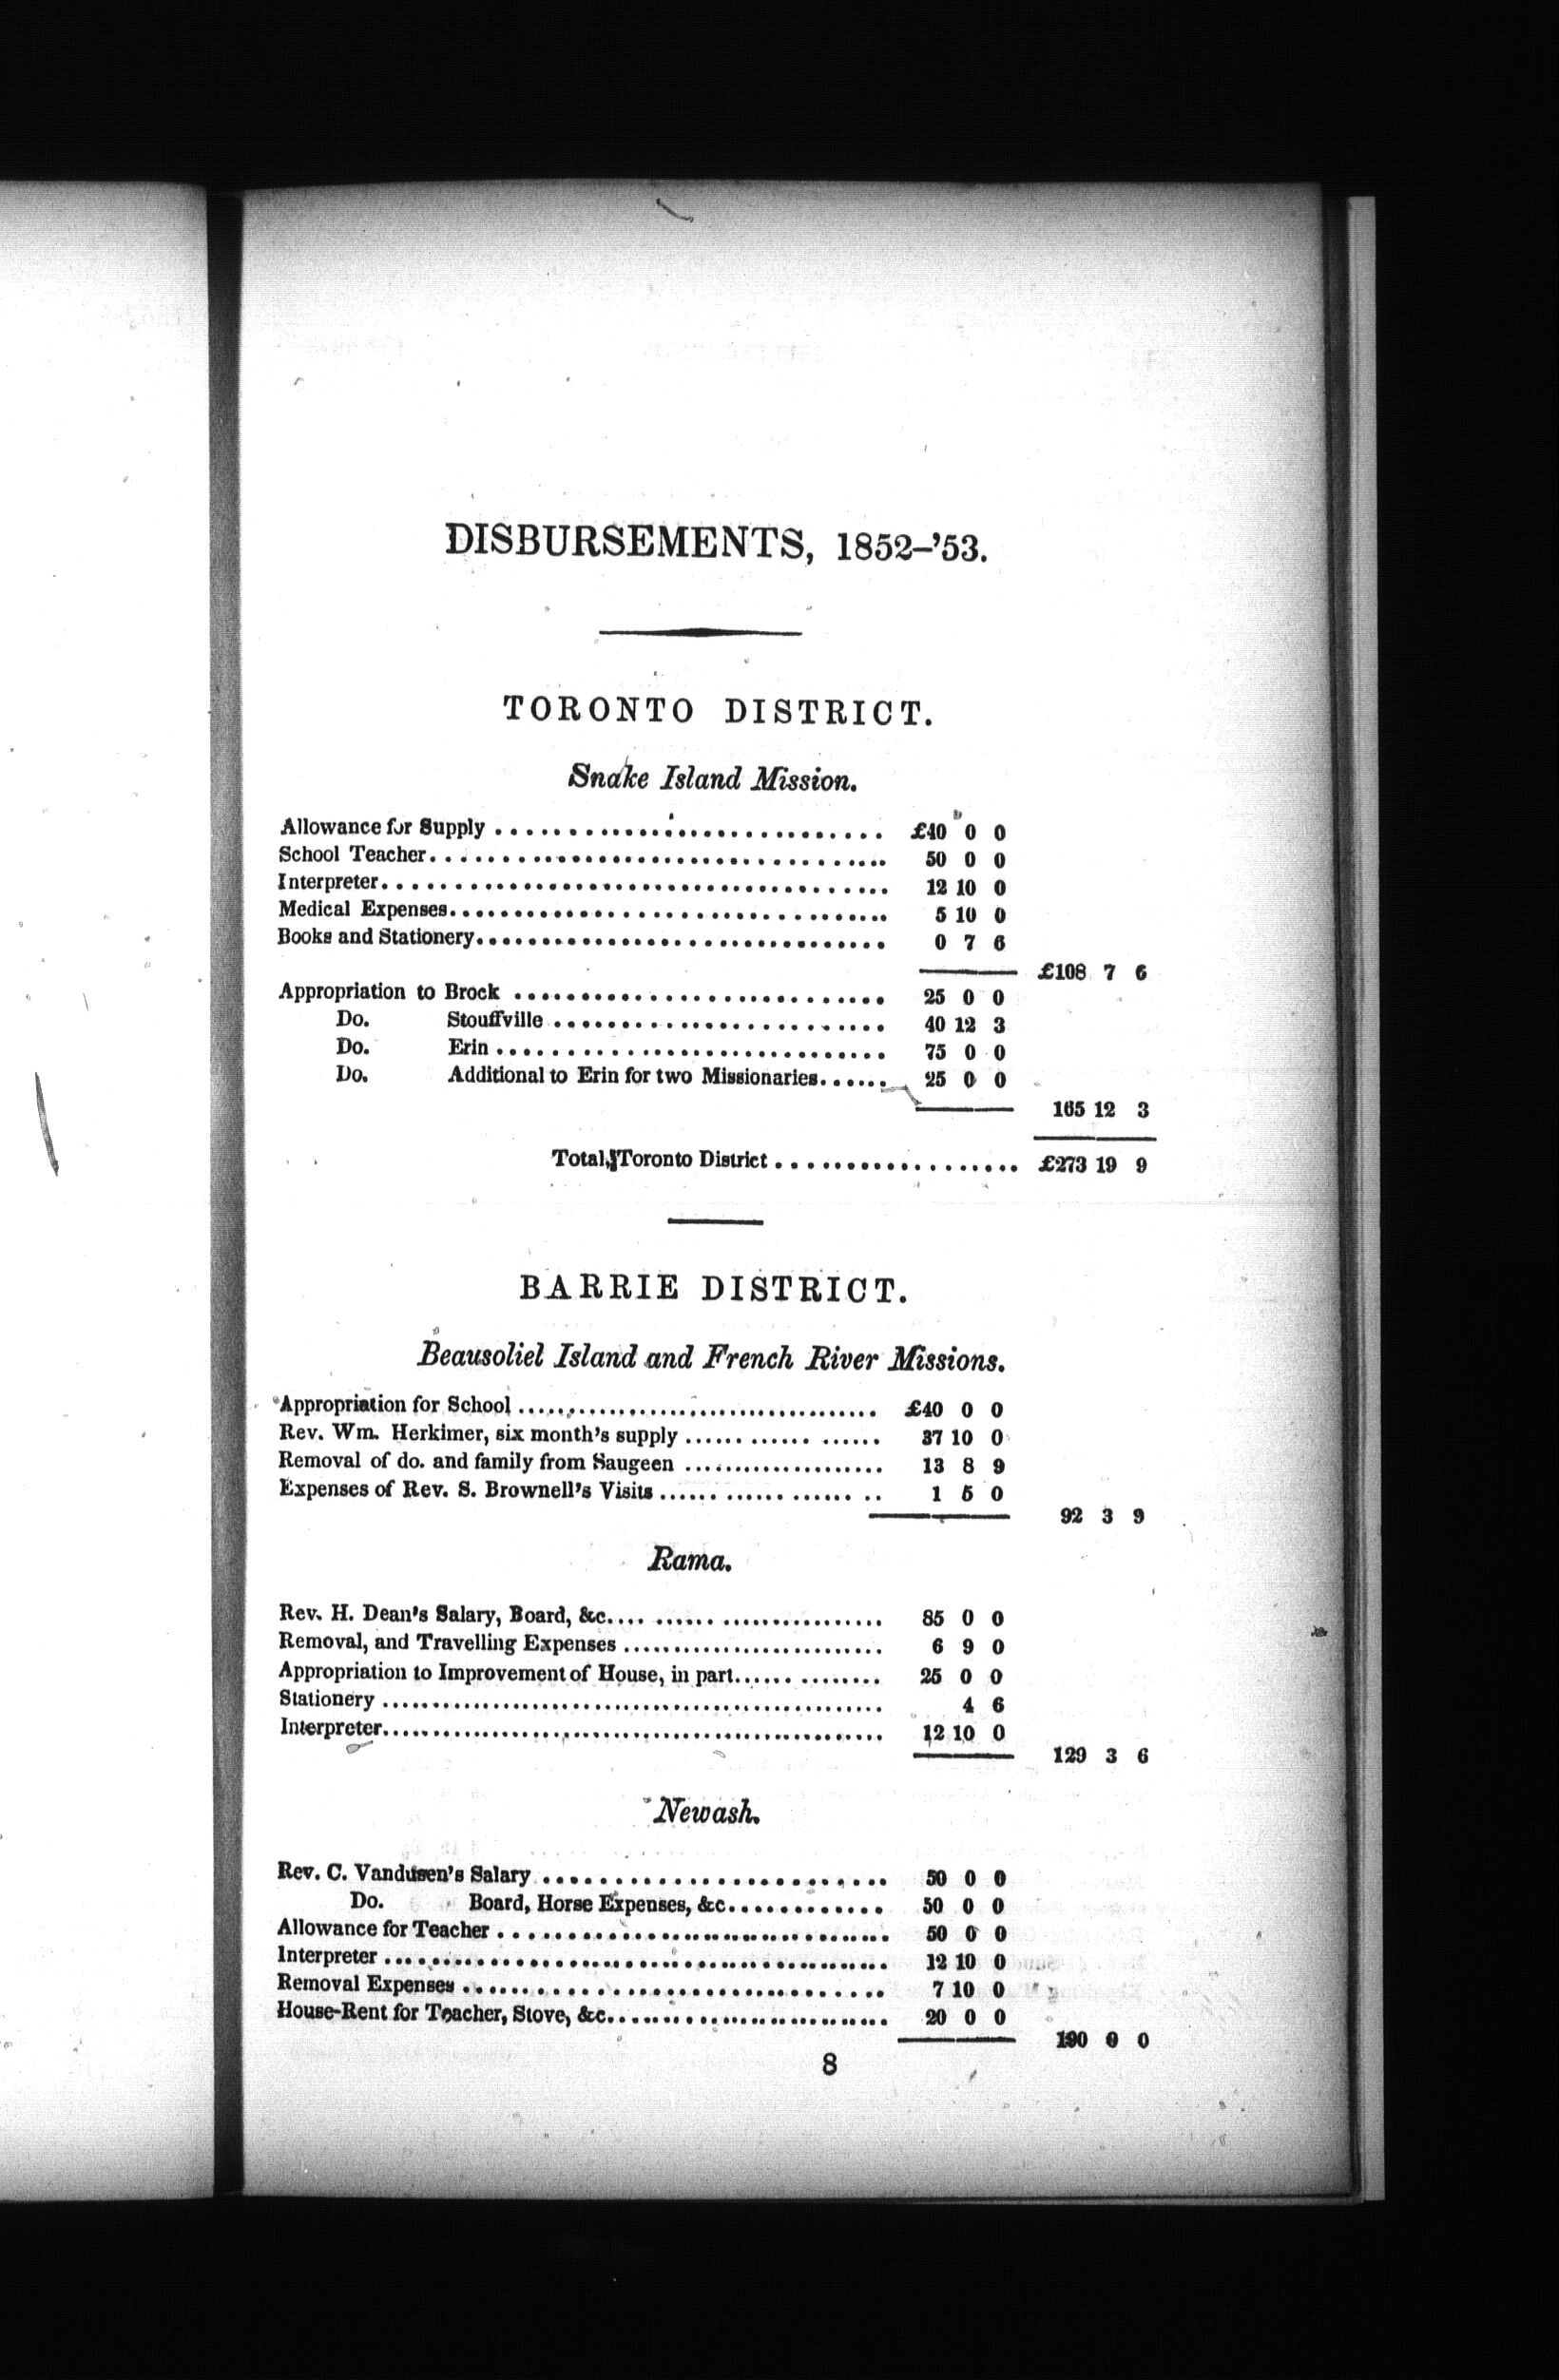 DISBURSEMENTS, 1852-'53.
TORONTO DISTRICT.
Snake Island Mission.
Allowance for Supply ............................ £40 0 0
School Teacher................................ 50 0 0
Interpreter................................... 12 10 0
Medical Expenses.............................. 5 10 0
Books and Stationery............................ 0 7 6
£108 7 6
Appropriation to Brock ........................... 25 0 0
Do. Stouffville ........................ 40 12 3
Do. Erin ............................ 75 0 0
Do. Additional to Erin for two Missionaries...... 25 0 0
165 12 3
Total, Toronto District .................. £273 19 9
BARRIE DISTRICT.
Beausoliel Island and French River Missions.
Appropriation for School .................................... £40 0 0
Rev. Wm. Herkimer, six month's supply ...... ...... ...... 37 10 0
Removal of do. and family from Saugeen .................... 13 8 9
Expenses of Rev. S. Brownell's Visits ...... ...... ...... .. 1 5 0
92 3 9
Rama.
Rev. H. Dean's Salary, Board, &c.... ...... ................ 85 0 0
Removal, and Travelling Expenses .......................... 6 9 0
Appropriation to Improvement of House, in part...... ........ 25 0 0
Stationery .................................................. 4 6
Interpreter.................................................. 12 10 0
129 3 6
Newash.
Rev. C. Vandusen's Salary ........................ 50 0 0
Do. Board, Horse Expenses, &c............ 50 0 0
Allowance for Teacher ............................. 50 0 0
Interpreter ..................................... 12 10 0
Removal Expenses .............................. 7 10 0
House-Rent for Teacher, Stove, &c.......................... 20 0 0
190 0 0
8